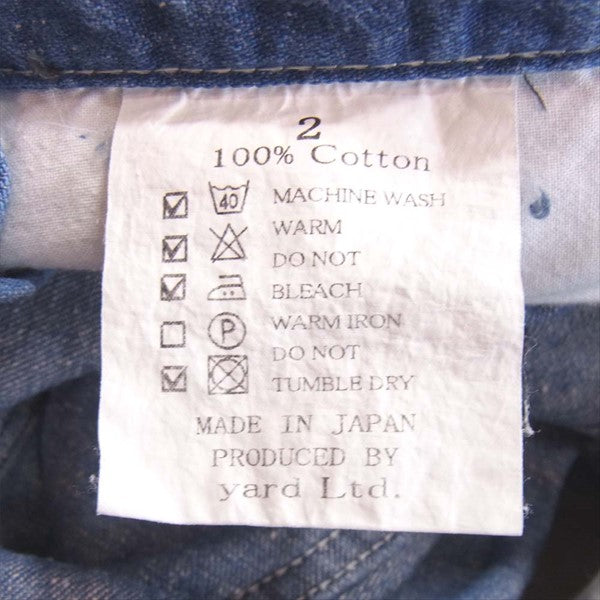 2
100% Cotton
40 MACHINE WASH
WARM
DO NOT
BLEACH
P WARM IRON
DO NOT
TUMBLE DRY
MADE IN JAPAN
PRODUCED BY
yard Ltd.